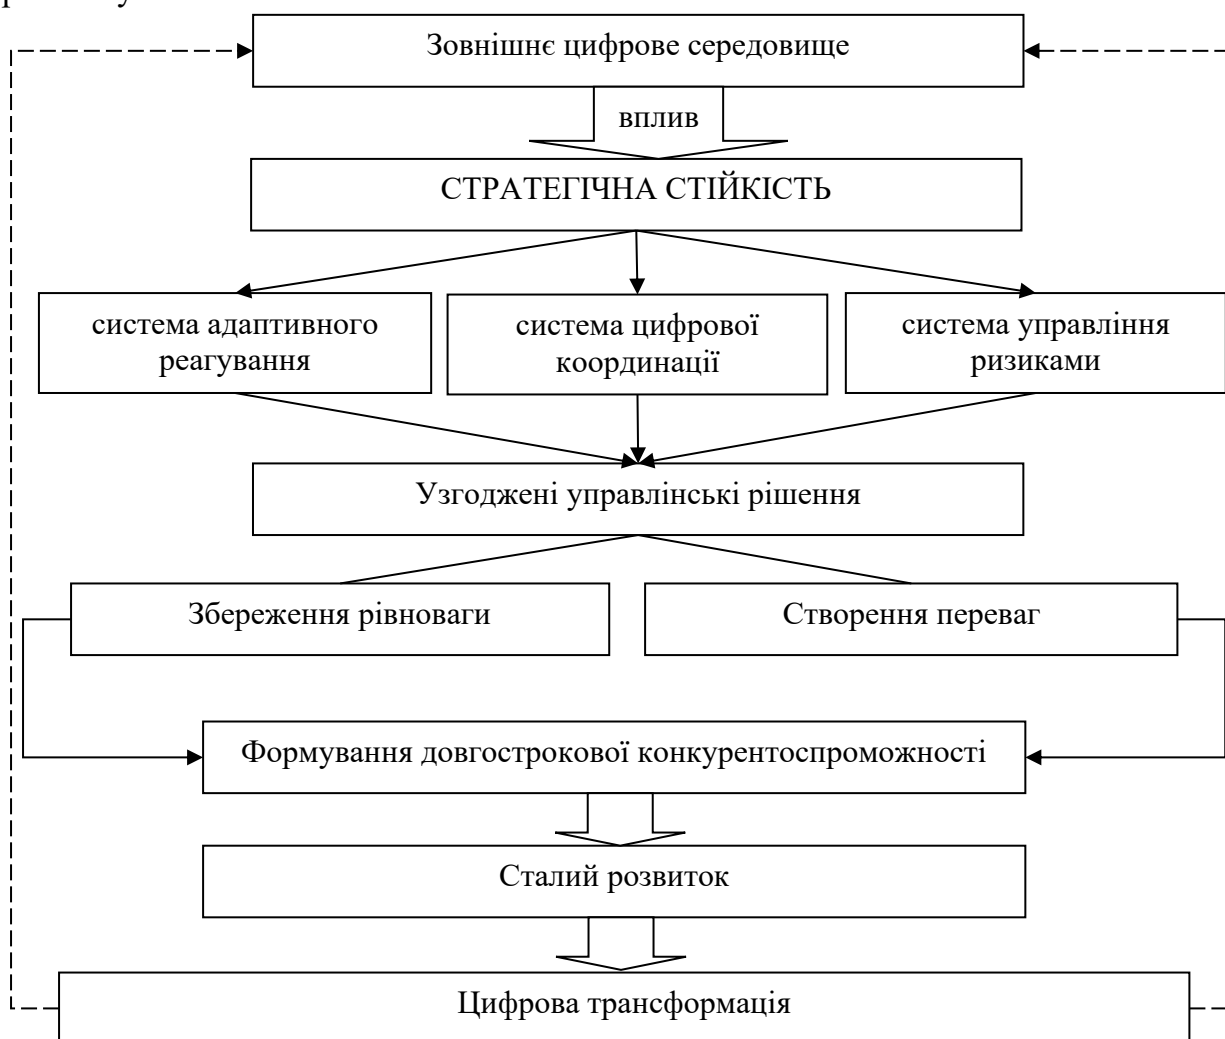 Зовнішнє цифрове середовище
вплив
СТРАТЕГІЧНА СТІЙКІСТЬ
система адаптивного
реагування
система цифрової
координації
система управління
ризиками
Узгоджені управлінські рішення
Збереження рівноваги
Створення переваг
Формування довгострокової конкурентоспроможності
Сталий розвиток
Цифрова трансформація